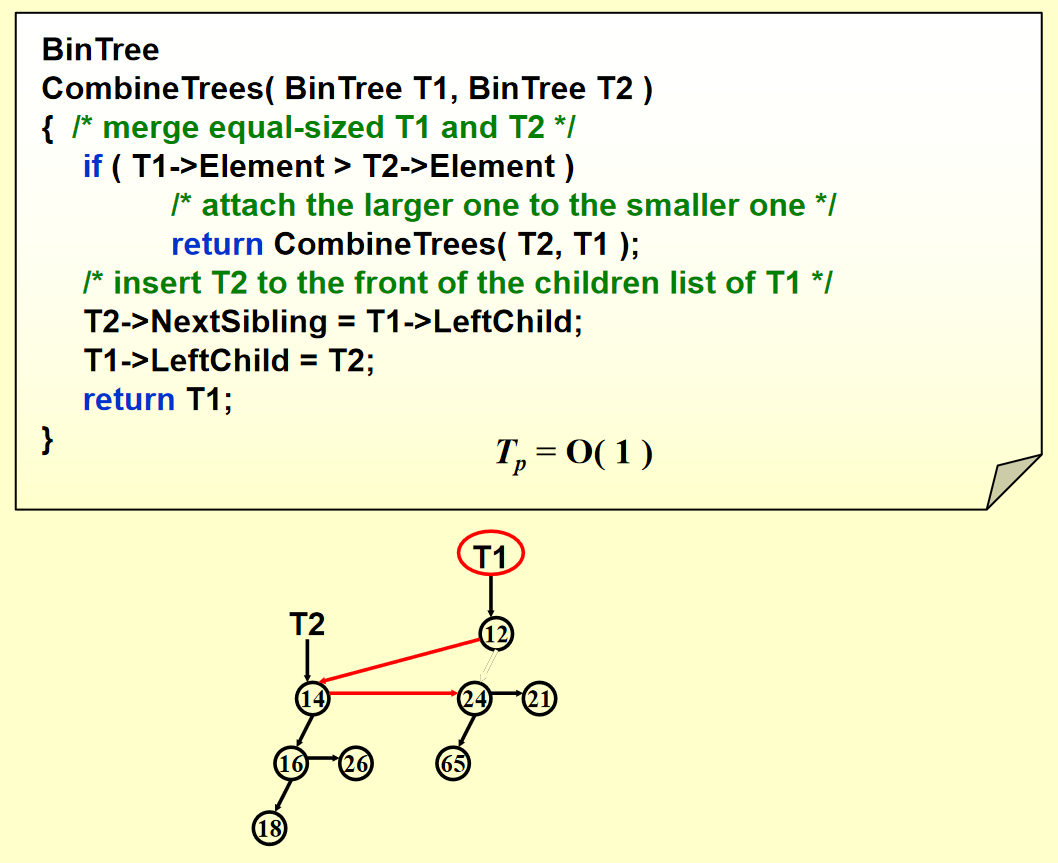 BinTree
CombineTrees( BinTree T1, BinTree T2 )
{ /* merge equal-sized T1 and T2 */
if ( T1->Element > T2->Element )
/* attach the larger one to the smaller one */
return CombineTrees( T2, T1 );
/* insert T2 to the front of the children list of T1 */
T2->NextSibling = T1->LeftChild;
T1->LeftChild = T2;
return T1;
}
Tp = O( 1 )
T1
T2
12
14
24
21
16
26
65
18